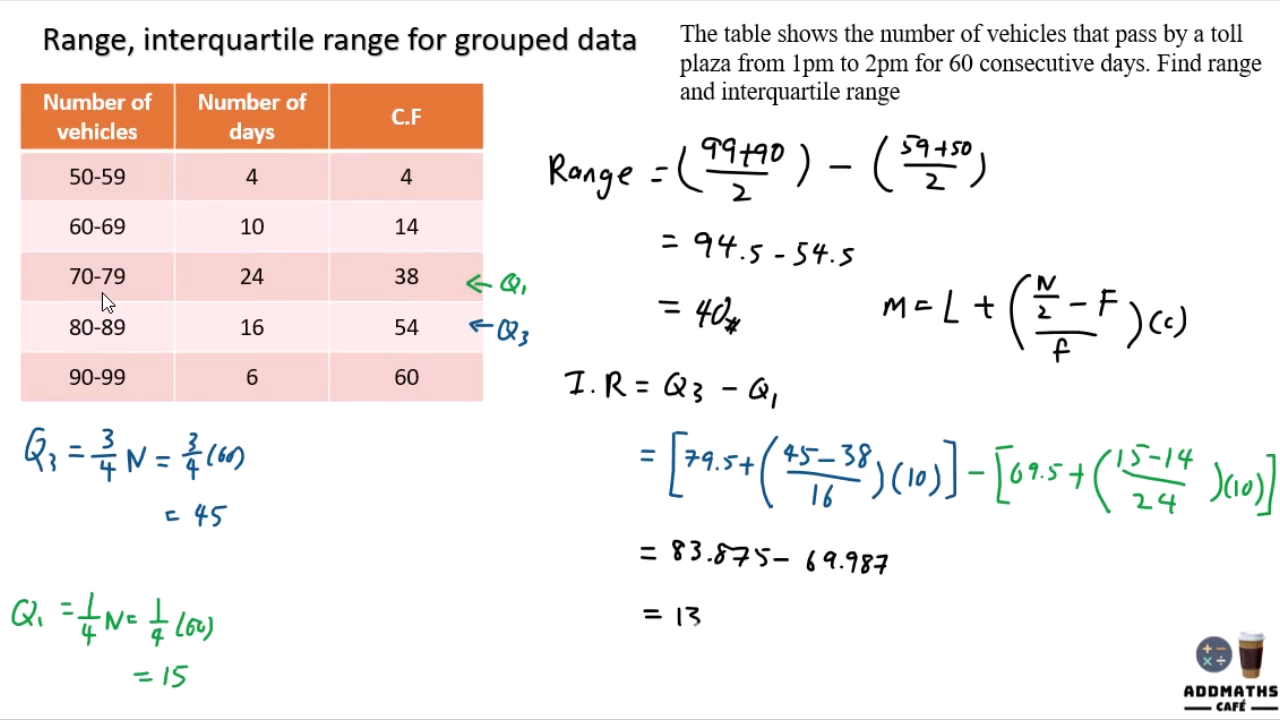 Range, interquartile range for grouped data
The table shows the number of vehicles that pass by a toll
plaza from 1pm to 2pm for 60 consecutive days. Find range
and interquartile range
Number of vehicles | Number of days | C.F
50-59 | 4 | 4
60-69 | 10 | 14
70-79 | 24 | 38 ← Q₁
80-89 | 16 | 54 ← Q₃
90-99 | 6 | 60
Range = ((99+90)/2) − ((59+50)/2)
= 94.5 - 54.5
= 40#
M = L + ((N/2 − F)/f)(c)
I.R = Q₃ − Q₁
= [79.5 + ((45−38)/16)(10)] − [69.5 + ((15−14)/24)(10)]
= 83.875 − 69.987
= 13
Q₃ = 3/4 N = 3/4 (60)
= 45
Q₁ = 1/4 N = 1/4 (60)
= 15
ADDMATHS
CAFÉ